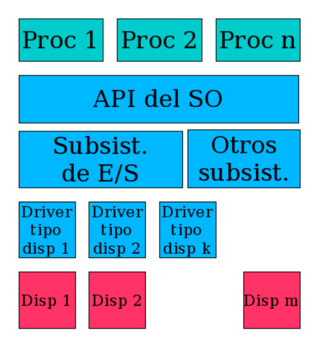 Proc 1 Proc 2 Proc n
API del SO
Subsist.
de E/S
Otros
subsist.
Driver
tipo
disp 1
Driver
tipo
disp 2
Driver
tipo
disp k
Disp 1 Disp 2 Disp m